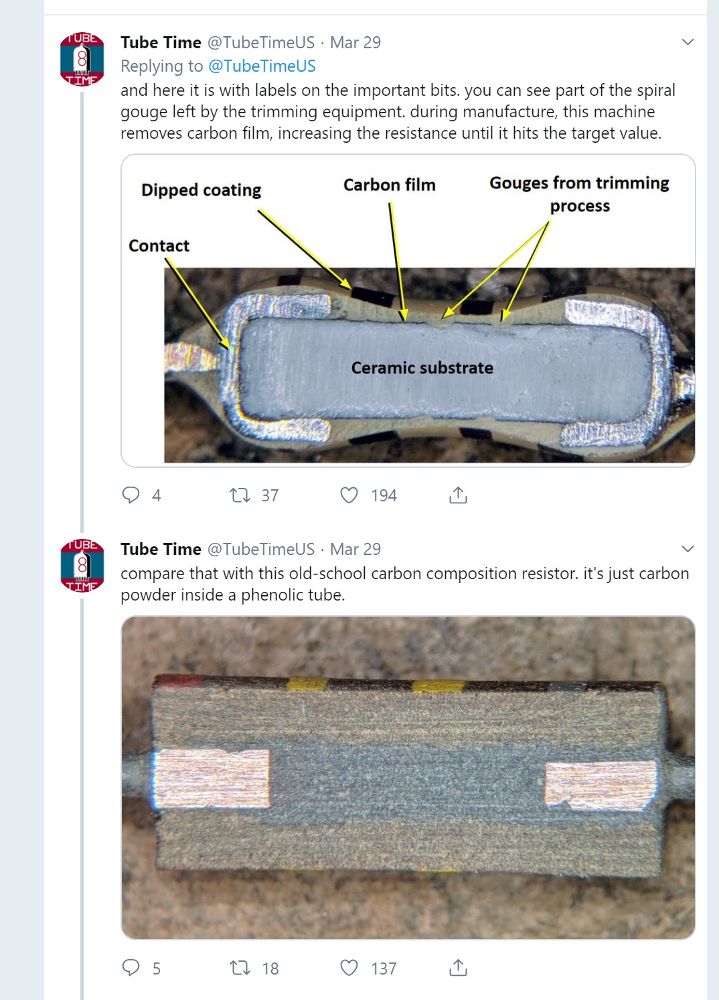 Tube Time @TubeTimeUS · Mar 29
Replying to @TubeTimeUS
and here it is with labels on the important bits. you can see part of the spiral
gouge left by the trimming equipment. during manufacture, this machine
removes carbon film, increasing the resistance until it hits the target value.
TUBE
8
TIME
Dipped coating
Carbon film
Gouges from trimming
process
Contact
Ceramic substrate
4 37 194
Tube Time @TubeTimeUS · Mar 29
compare that with this old-school carbon composition resistor. it's just carbon
powder inside a phenolic tube.
TUBE
8
TIME
5 18 137